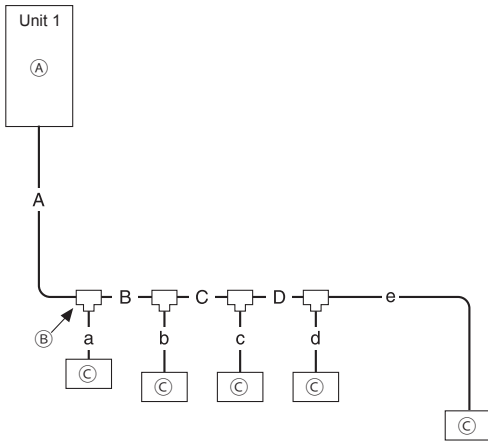 Unit 1
Ⓐ
A
B C D e
Ⓑ a b c d
Ⓒ Ⓒ Ⓒ Ⓒ
Ⓒ